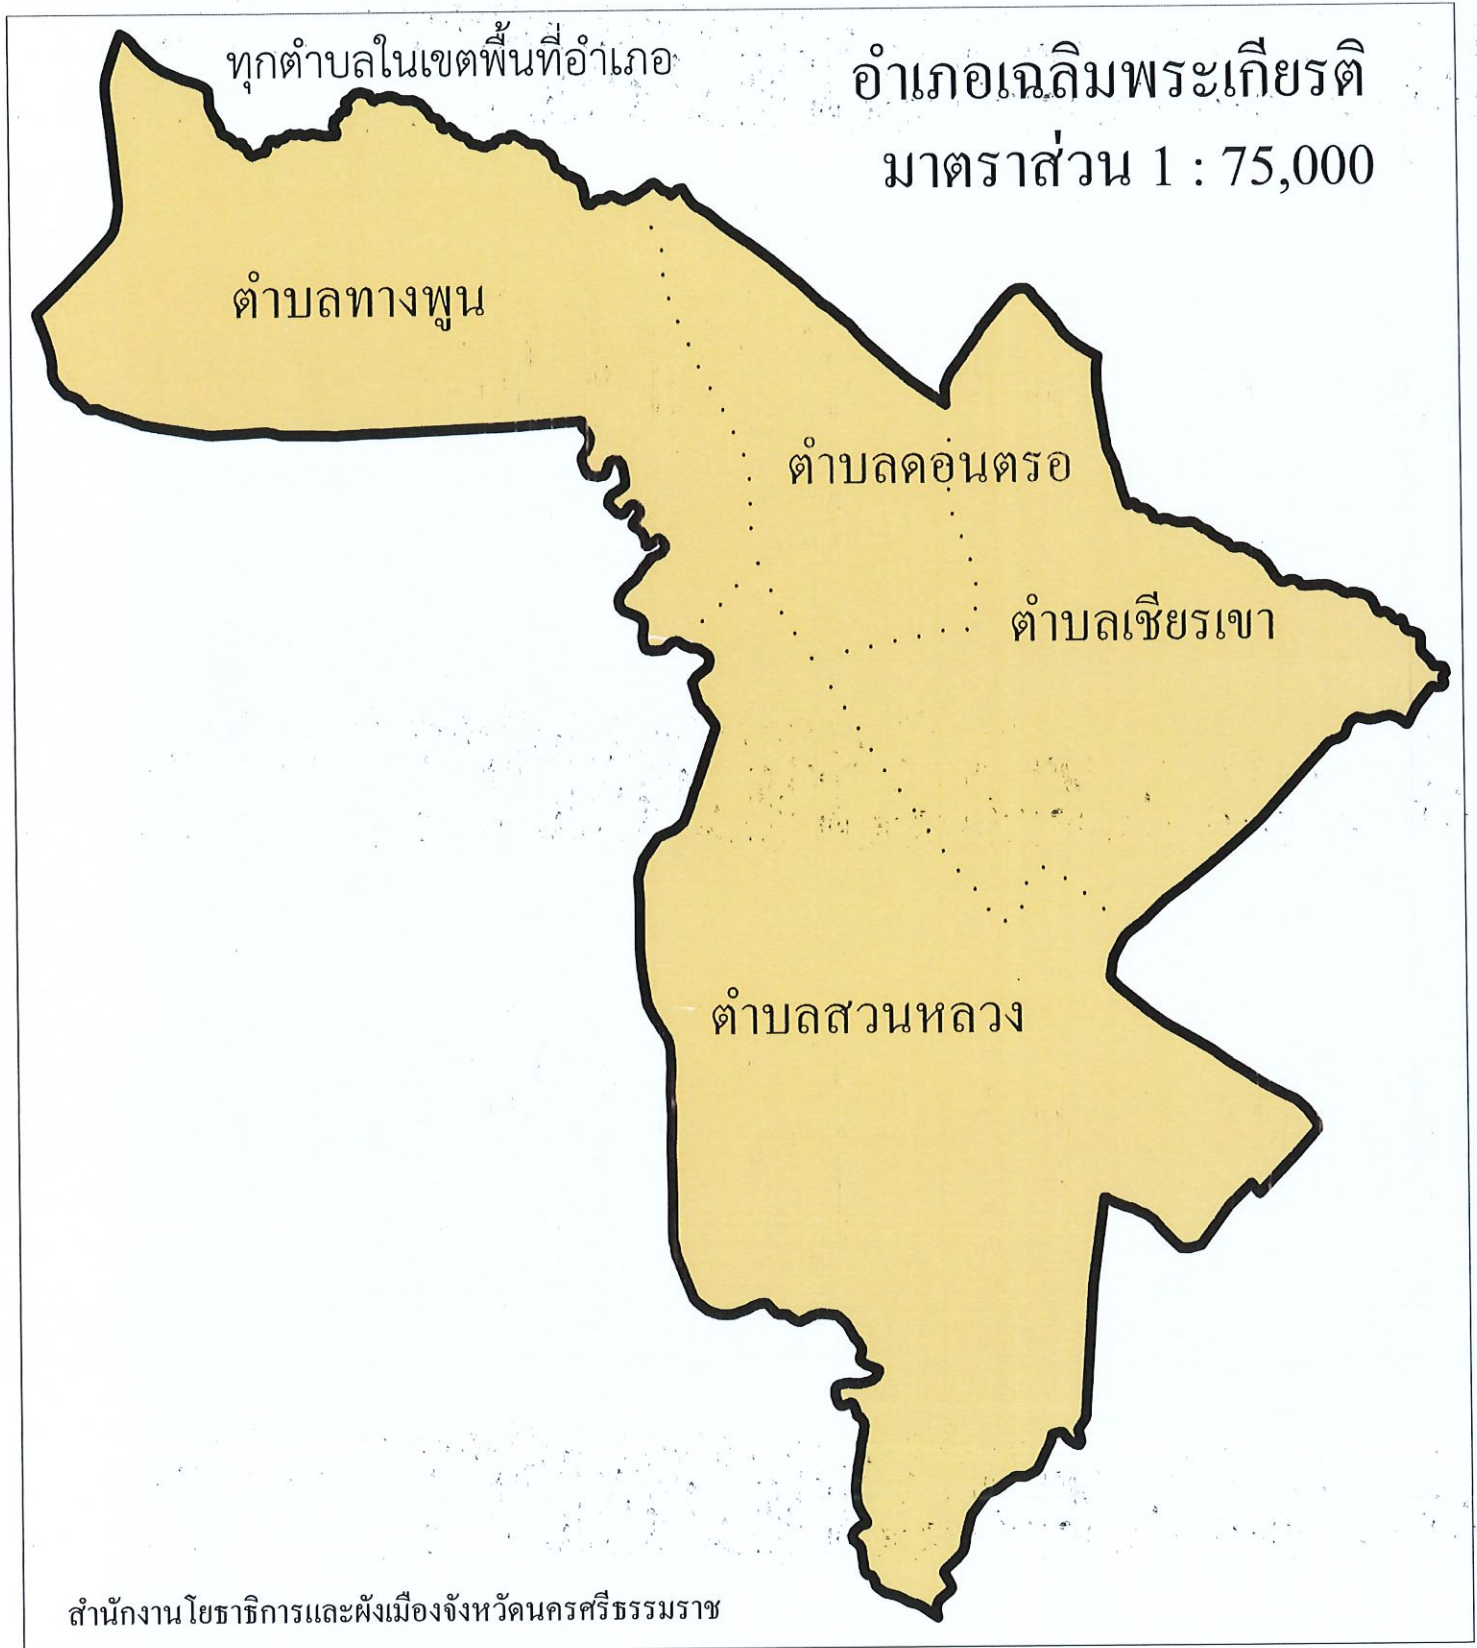 ทุกตำบลในเขตพื้นที่อำเภอ
อำเภอเฉลิมพระเกียรติ
มาตราส่วน 1 : 75,000
ตำบลทางพูน
ตำบลดอนตรอ
ตำบลเชียรเขา
ตำบลสวนหลวง
สำนักงานโยธาธิการและผังเมืองจังหวัดนครศรีธรรมราช